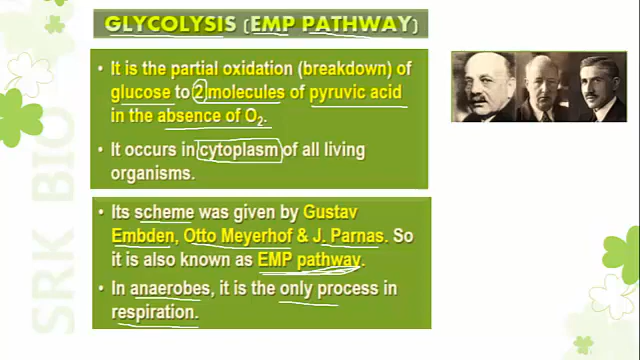 GLYCOLYSIS (EMP PATHWAY)
• It is the partial oxidation (breakdown) of
glucose to 2 molecules of pyruvic acid
in the absence of O₂.
• It occurs in cytoplasm of all living
organisms.
• Its scheme was given by Gustav
Embden, Otto Meyerhof & J. Parnas. So
it is also known as EMP pathway.
• In anaerobes, it is the only process in
respiration.
SRK BIO